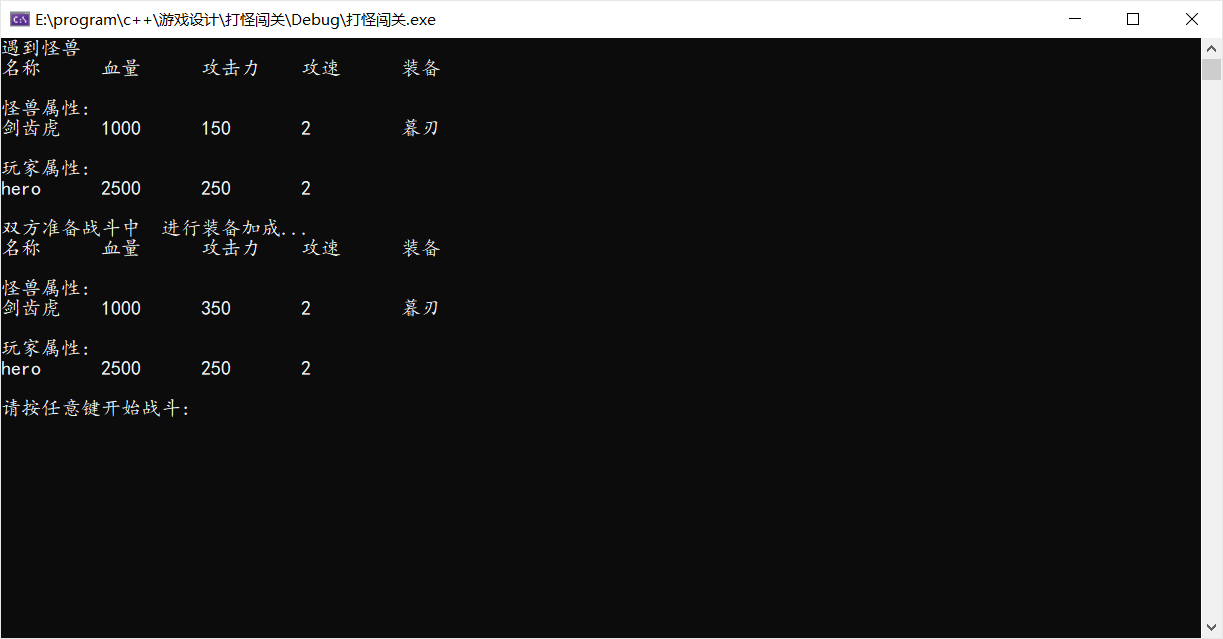 E:\program\c++\游戏设计\打怪闯关\Debug\打怪闯关.exe
遇到怪兽
名称 血量 攻击力 攻速 装备
怪兽属性:
剑齿虎 1000 150 2 暮刃
玩家属性:
hero 2500 250 2
双方准备战斗中 进行装备加成...
名称 血量 攻击力 攻速 装备
怪兽属性:
剑齿虎 1000 350 2 暮刃
玩家属性:
hero 2500 250 2
请按任意键开始战斗: